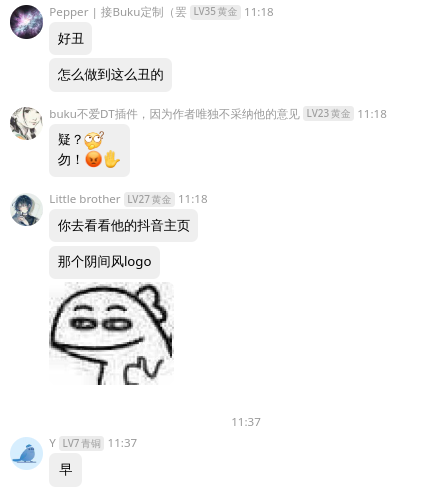 Pepper | 接Buku定制（罢 LV35 黄金 11:18
好丑
怎么做到这么丑的
buku不爱DT插件，因为作者唯独不采纳他的意见 LV23 黄金 11:18
疑？🤔
勿！😡✋
Little brother LV27 黄金 11:18
你去看看他的抖音主页
那个阴间风logo
11:37
Y LV7 青铜 11:37
早